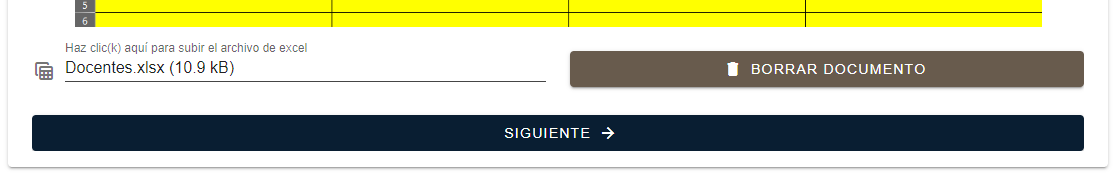 5
6
Haz clic(k) aquí para subir el archivo de excel
Docentes.xlsx (10.9 kB)
BORRAR DOCUMENTO
SIGUIENTE